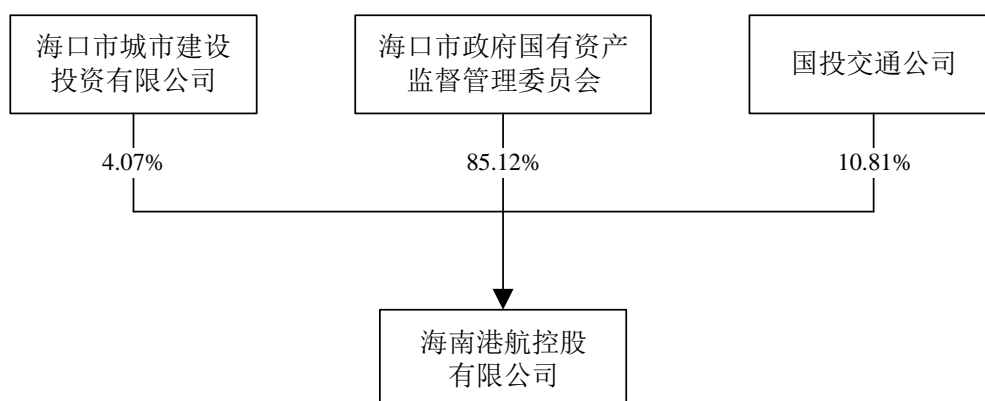 海口市城市建设
投资有限公司
海口市政府国有资产
监督管理委员会
国投交通公司
4.07%
85.12%
10.81%
海南港航控股
有限公司